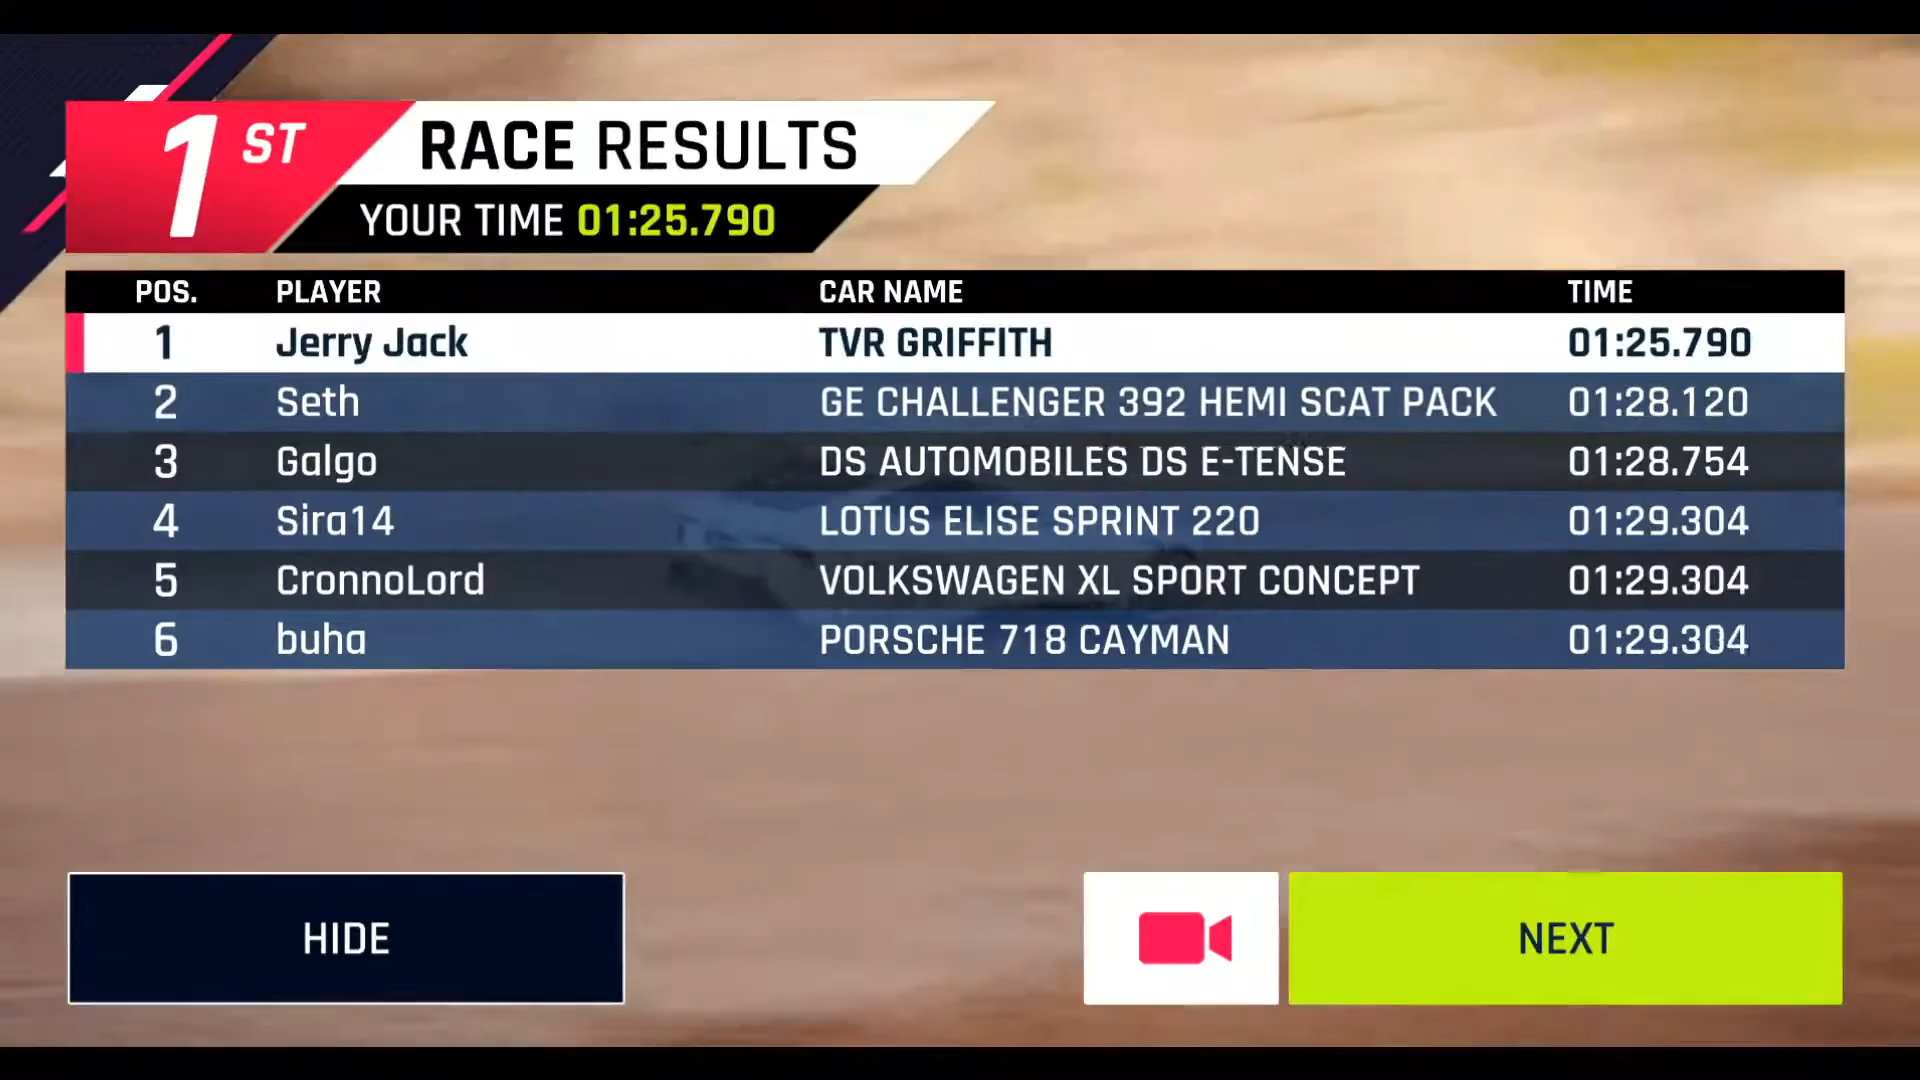 1ST
RACE RESULTS
YOUR TIME 01:25.790
POS. PLAYER CAR NAME TIME
1 Jerry Jack TVR GRIFFITH 01:25.790
2 Seth GE CHALLENGER 392 HEMI SCAT PACK 01:28.120
3 Galgo DS AUTOMOBILES DS E-TENSE 01:28.754
4 Sira14 LOTUS ELISE SPRINT 220 01:29.304
5 CronnoLord VOLKSWAGEN XL SPORT CONCEPT 01:29.304
6 buha PORSCHE 718 CAYMAN 01:29.304
HIDE NEXT